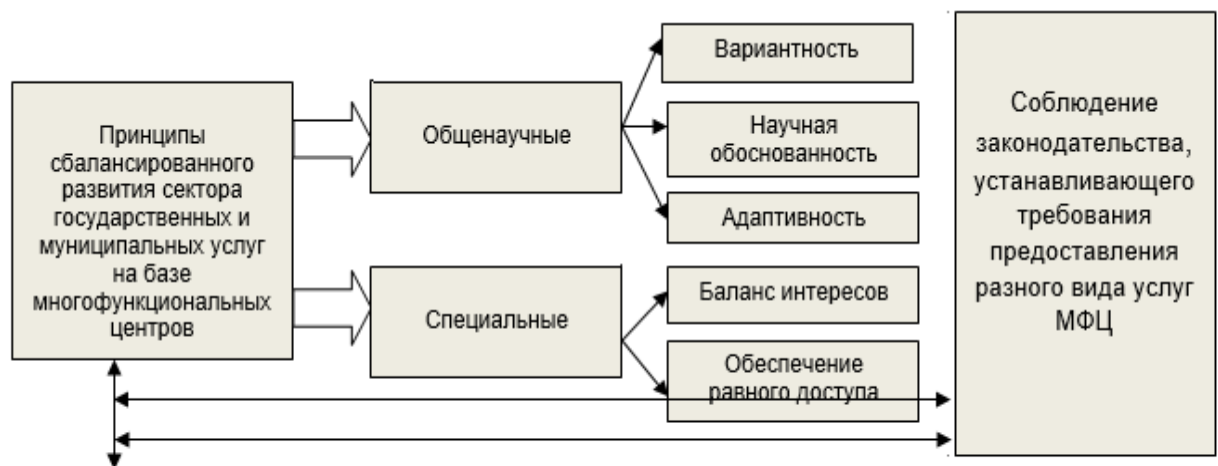 Принципы
сбалансированного
развития сектора
государственных и
муниципальных услуг
на базе
многофункциональных
центров
Общенаучные
Специальные
Вариантность
Научная
обоснованность
Адаптивность
Баланс интересов
Обеспечение
равного доступа
Соблюдение
законодательства,
устанавливающего
требования
предоставления
разного вида услуг
МФЦ